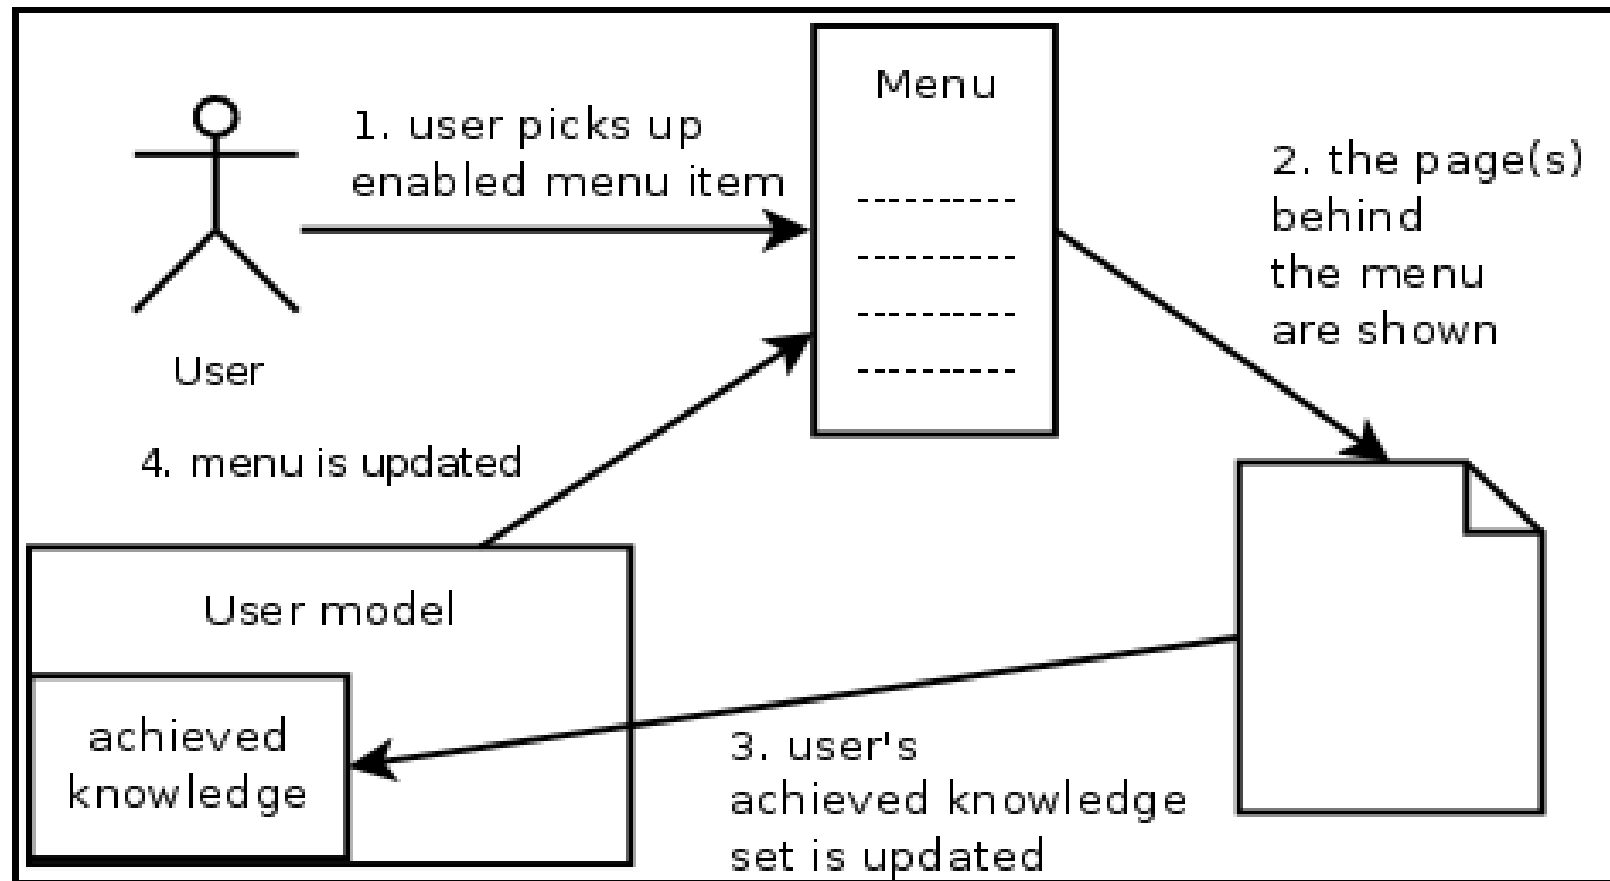 Menu
1. user picks up
enabled menu item
2. the page(s)
behind
the menu
are shown
User
4. menu is updated
User model
achieved
knowledge
3. user's
achieved knowledge
set is updated